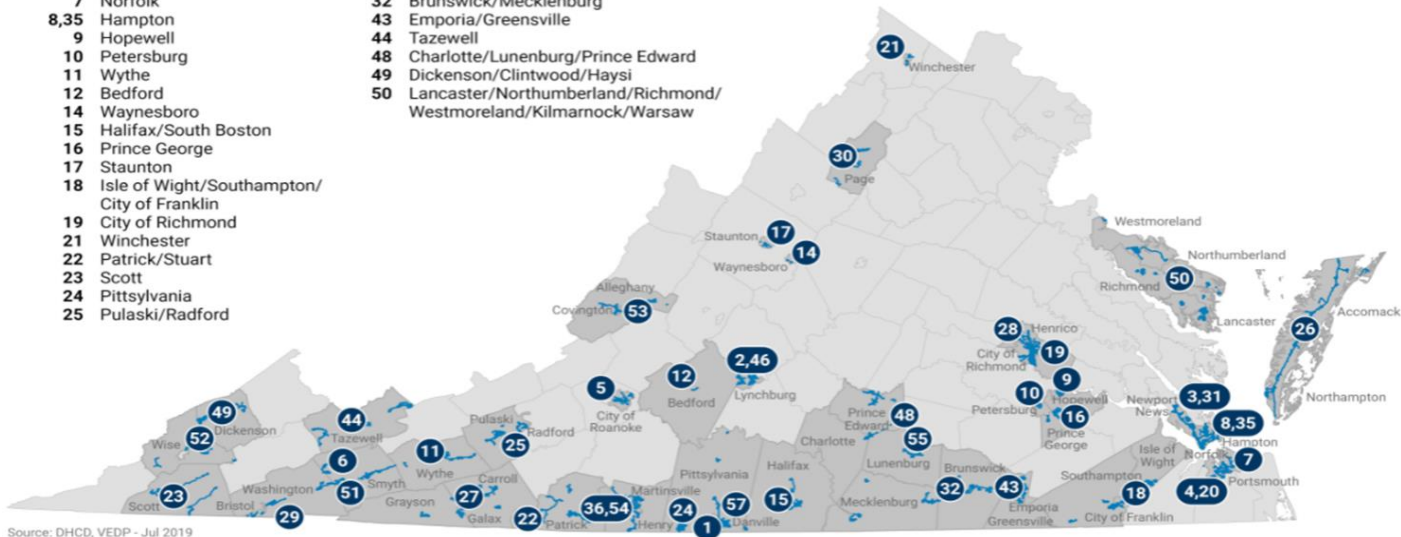 7 Norfolk
8,35 Hampton
9 Hopewell
10 Petersburg
11 Wythe
12 Bedford
14 Waynesboro
15 Halifax/South Boston
16 Prince George
17 Staunton
18 Isle of Wight/Southampton/
City of Franklin
19 City of Richmond
21 Winchester
22 Patrick/Stuart
23 Scott
24 Pittsylvania
25 Pulaski/Radford
32 Brunswick/Mecklenburg
43 Emporia/Greensville
44 Tazewell
48 Charlotte/Lunenburg/Prince Edward
49 Dickenson/Clintwood/Haysi
50 Lancaster/Northumberland/Richmond/
Westmoreland/Kilmarnock/Warsaw
21
Winchester
30
Page
Staunton
17
14
Waynesboro
Westmoreland
Northumberland
50
Richmond
Lancaster
Accomack
26
Northampton
Alleghany
Covington
53
28
Henrico
City of
Richmond
19
2,46
Lynchburg
12
Bedford
5
City of
Roanoke
9
10
Hopewell
Petersburg
16
Prince
George
Newport
News
3,31
8,35
Hampton
Norfolk
7
Portsmouth
4,20
Isle of
Wight
Southampton
18
City of Franklin
49
Dickenson
Wise
52
44
Tazewell
Pulaski
Radford
25
11
Wythe
6
Smyth
Washington
51
Carroll
Grayson
27
Galax
23
Scott
Bristol
29
22
Patrick
36,54
Martinsville
Henry
Pittsylvania
24
1
57
Danville
Halifax
15
Prince
Edward
48
Charlotte
55
Lunenburg
Brunswick
Mecklenburg
32
43
Emporia
Greensville
Source: DHCD, VEDP - Jul 2019